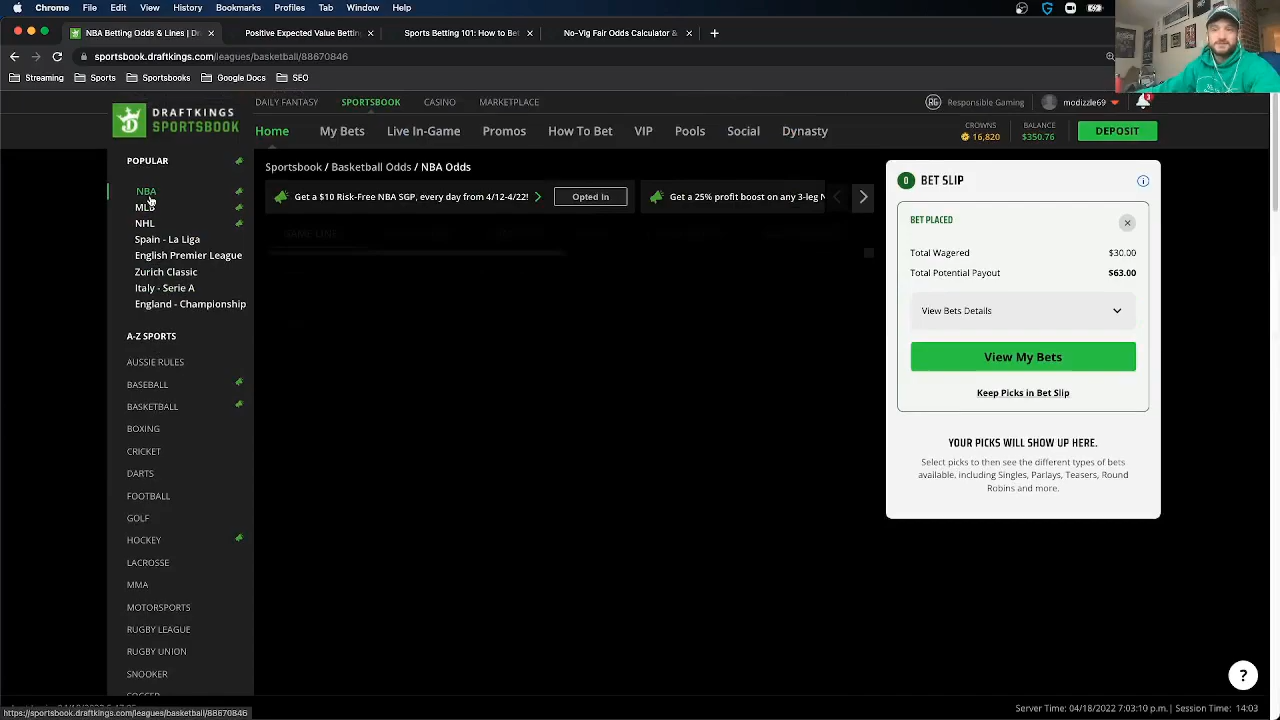 Chrome File Edit View History Bookmarks Profiles Tab Window Help
NBA Betting Odds & Lines | D Positive Expected Value Bettin Sports Betting 101: How to Bet No-Vig Fair Odds Calculator &
sportsbook.draftkings.com/leagues/basketball/88670846
Streaming Sports Sportsbooks Google Docs SEO
DAILY FANTASY SPORTSBOOK CASINO MARKETPLACE
Responsible Gaming modizzle69 3
DRAFTKINGS
SPORTSBOOK
Home My Bets Live In-Game Promos How To Bet VIP Pools Social Dynasty
CROWNS
16,820
BALANCE
$350.76
DEPOSIT
POPULAR
NBA
MLB
NHL
Spain - La Liga
English Premier League
Zurich Classic
Italy - Serie A
England - Championship
A-Z SPORTS
AUSSIE RULES
BASEBALL
BASKETBALL
BOXING
CRICKET
DARTS
FOOTBALL
GOLF
HOCKEY
LACROSSE
MMA
MOTORSPORTS
RUGBY LEAGUE
RUGBY UNION
SNOOKER
SOCCER
Sportsbook / Basketball Odds / NBA Odds
Get a $10 Risk-Free NBA SGP, every day from 4/12-4/22! Opted In
Get a 25% profit boost on any 3-leg N
GAME LINES
0 BET SLIP
BET PLACED
Total Wagered $30.00
Total Potential Payout $63.00
View Bets Details
View My Bets
Keep Picks in Bet Slip
YOUR PICKS WILL SHOW UP HERE.
Select picks to then see the different types of bets
available, including Singles, Parlays, Teasers, Round
Robins and more.
?
https://sportsbook.draftkings.com/leagues/basketball/88670846
Server Time: 04/18/2022 7:03:10 p.m. | Session Time: 14:03